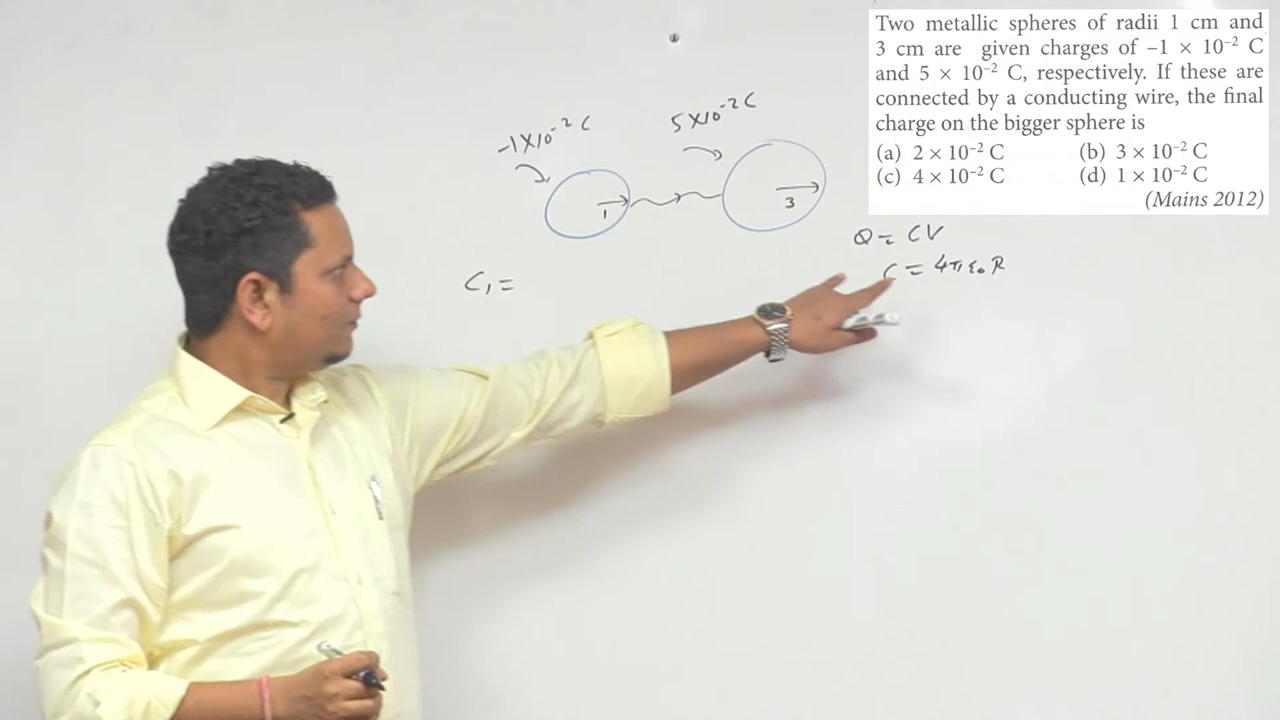 Two metallic spheres of radii 1 cm and
3 cm are given charges of –1 × 10⁻² C
and 5 × 10⁻² C, respectively. If these are
connected by a conducting wire, the final
charge on the bigger sphere is
(a) 2 × 10⁻² C (b) 3 × 10⁻² C
(c) 4 × 10⁻² C (d) 1 × 10⁻² C
(Mains 2012)
-1×10⁻² C
5×10⁻² C
1
3
Q = CV
C = 4πε₀R
C₁ =